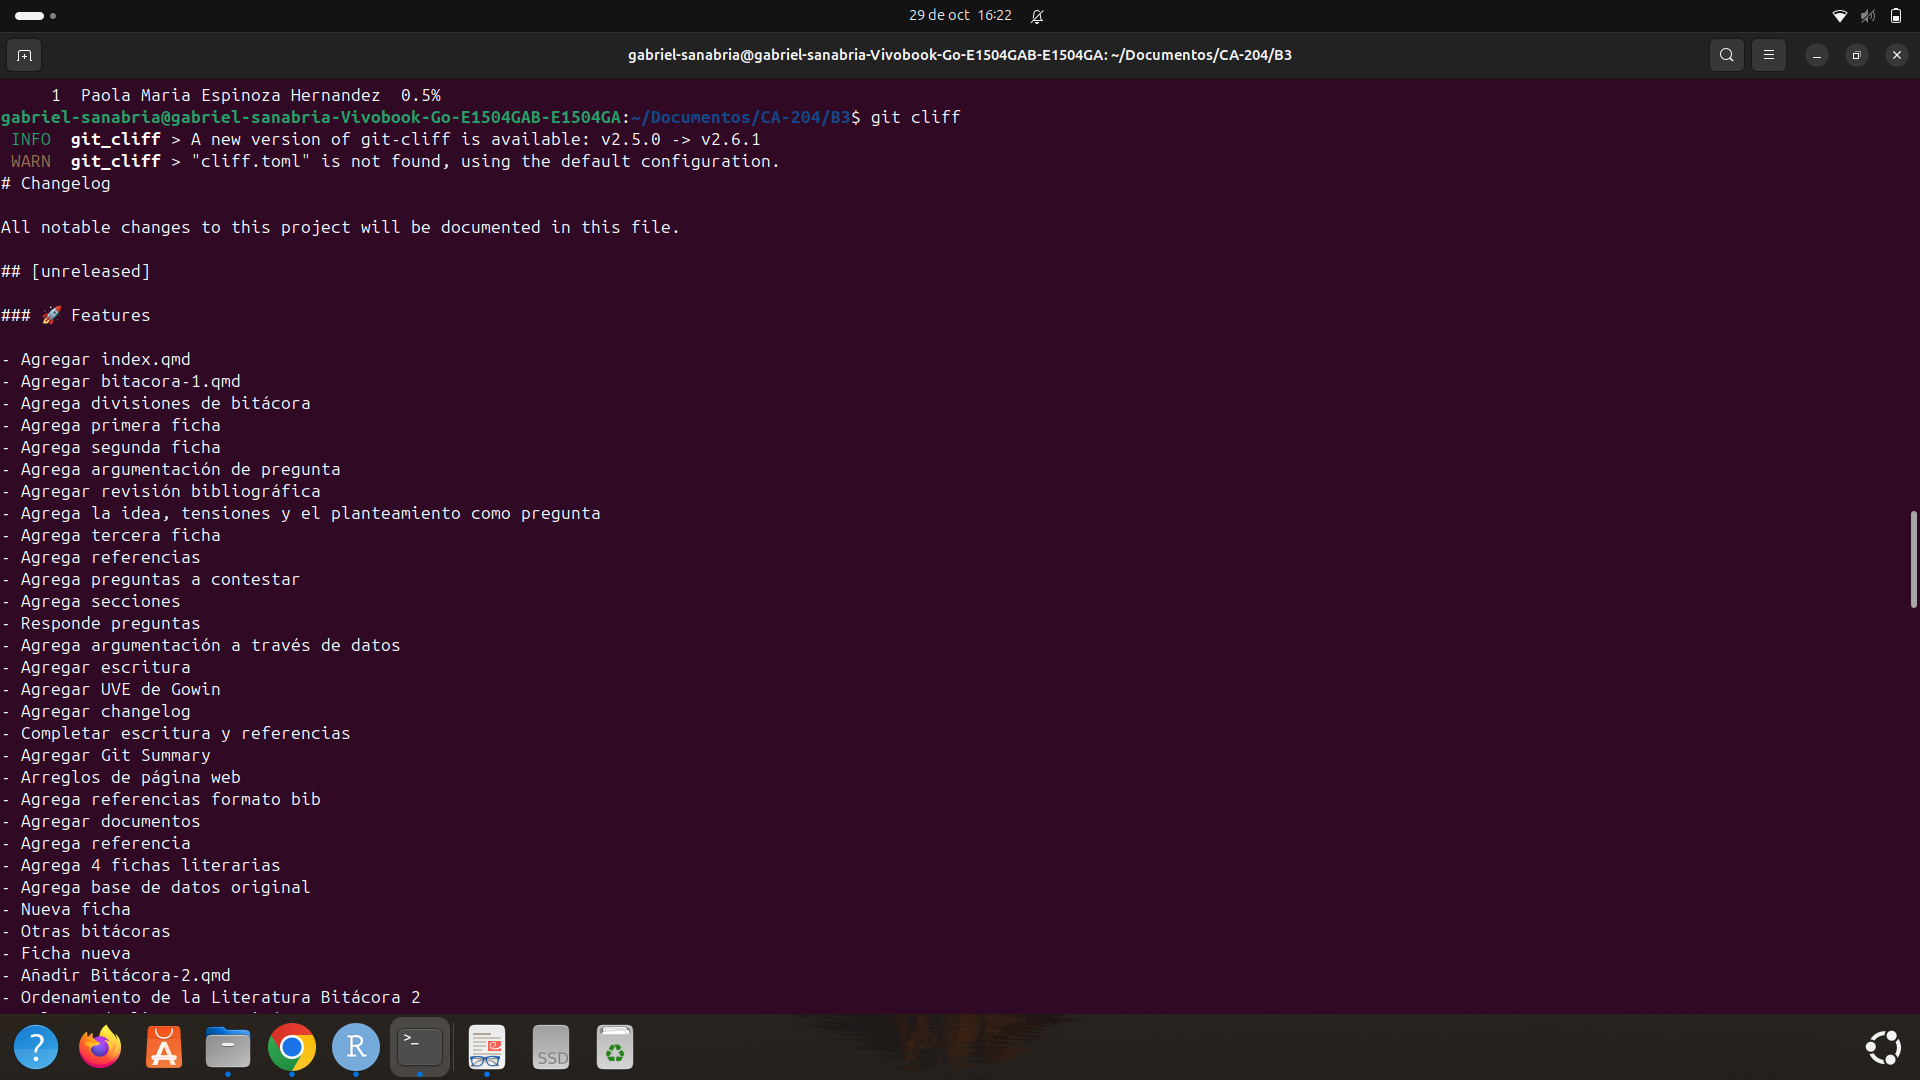 29 de oct 16:22
gabriel-sanabria@gabriel-sanabria-Vivobook-Go-E1504GAB-E1504GA: ~/Documentos/CA-204/B3
1 Paola Maria Espinoza Hernandez 0.5%
gabriel-sanabria@gabriel-sanabria-Vivobook-Go-E1504GAB-E1504GA:~/Documentos/CA-204/B3$ git cliff
INFO git_cliff > A new version of git-cliff is available: v2.5.0 -> v2.6.1
WARN git_cliff > "cliff.toml" is not found, using the default configuration.
# Changelog
All notable changes to this project will be documented in this file.
## [unreleased]
### 🚀 Features
- Agregar index.qmd
- Agregar bitacora-1.qmd
- Agrega divisiones de bitácora
- Agrega primera ficha
- Agrega segunda ficha
- Agrega argumentación de pregunta
- Agregar revisión bibliográfica
- Agrega la idea, tensiones y el planteamiento como pregunta
- Agrega tercera ficha
- Agrega referencias
- Agrega preguntas a contestar
- Agrega secciones
- Responde preguntas
- Agrega argumentación a través de datos
- Agregar escritura
- Agregar UVE de Gowin
- Agregar changelog
- Completar escritura y referencias
- Agregar Git Summary
- Arreglos de página web
- Agrega referencias formato bib
- Agregar documentos
- Agrega referencia
- Agrega 4 fichas literarias
- Agrega base de datos original
- Nueva ficha
- Otras bitácoras
- Ficha nueva
- Añadir Bitácora-2.qmd
- Ordenamiento de la Literatura Bitácora 2
?
A
R
>_
SSD